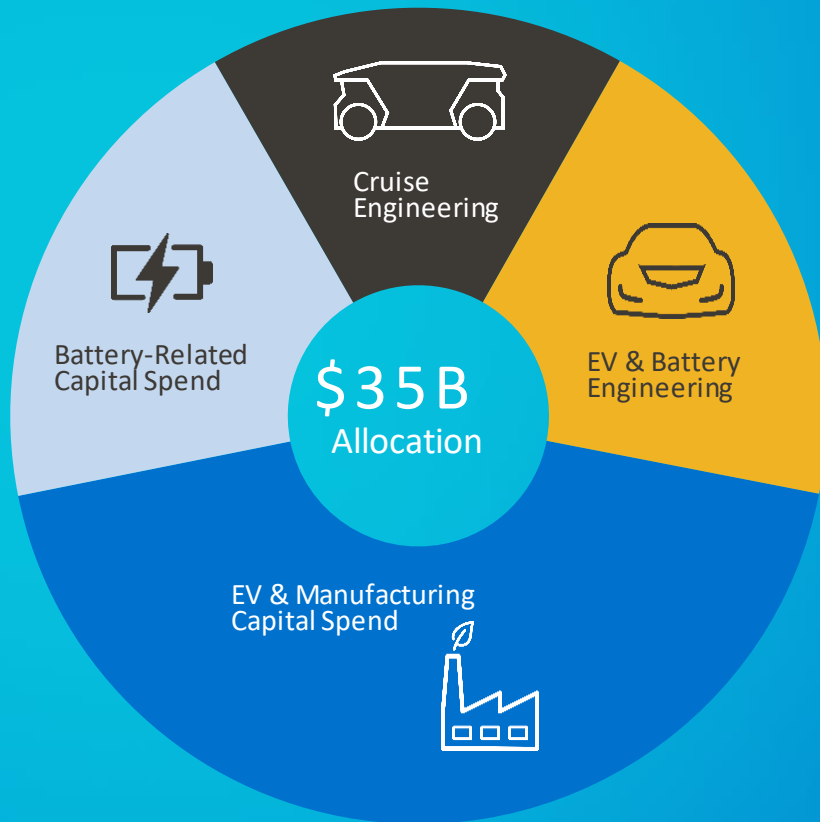 Cruise
Engineering
Battery-Related
Capital Spend
$35B
Allocation
EV & Battery
Engineering
EV & Manufacturing
Capital Spend